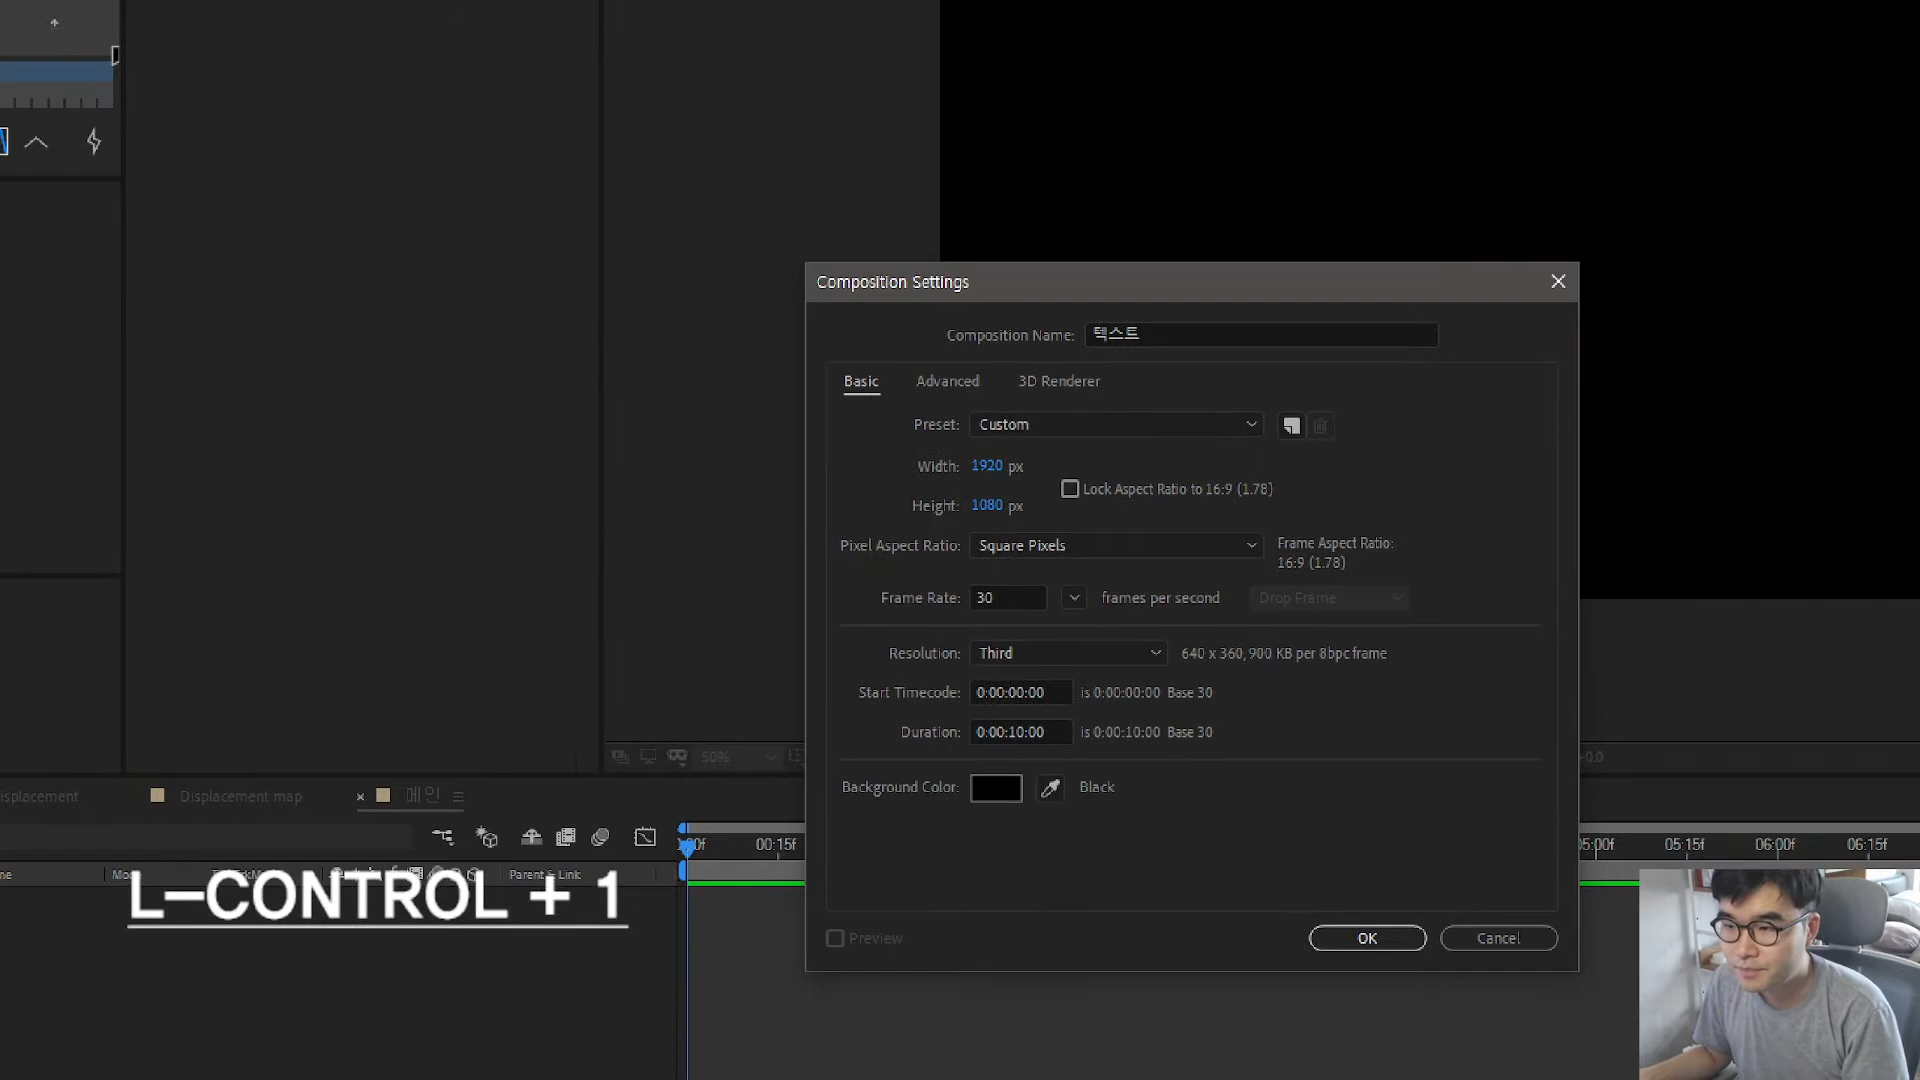 Composition Settings
Composition Name: 텍스트
Basic Advanced 3D Renderer
Preset: Custom
Width: 1920 px
Lock Aspect Ratio to 16:9 (1.78)
Height: 1080 px
Pixel Aspect Ratio: Square Pixels
Frame Aspect Ratio:
16:9 (1.78)
Frame Rate: 30 frames per second Drop Frame
Resolution: Third 640 x 360, 900 KB per 8bpc frame
Start Timecode: 0:00:00:00 is 0:00:00:00 Base 30
Duration: 0:00:10:00 is 0:00:10:00 Base 30
50%
Background Color: Black
Displacement map 메인
00:15f
05:15f 06:00f 06:15f
Parent & Link
L-CONTROL + 1
Preview OK Cancel